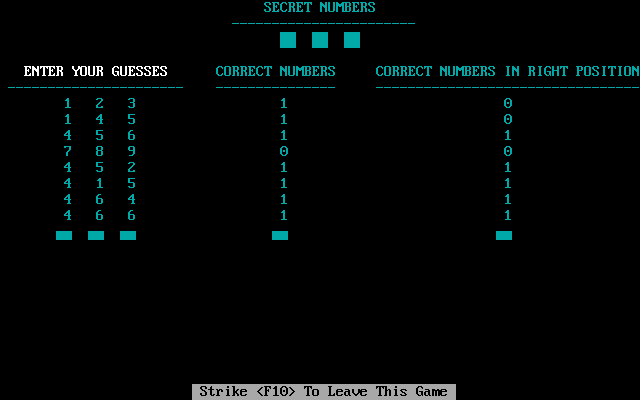 SECRET NUMBERS
ENTER YOUR GUESSES CORRECT NUMBERS CORRECT NUMBERS IN RIGHT POSITION
1 2 3 1 0
1 4 5 1 0
4 5 6 1 1
7 8 9 0 0
4 5 2 1 1
4 1 5 1 1
4 6 4 1 1
4 6 6 1 1
Strike <F10> To Leave This Game